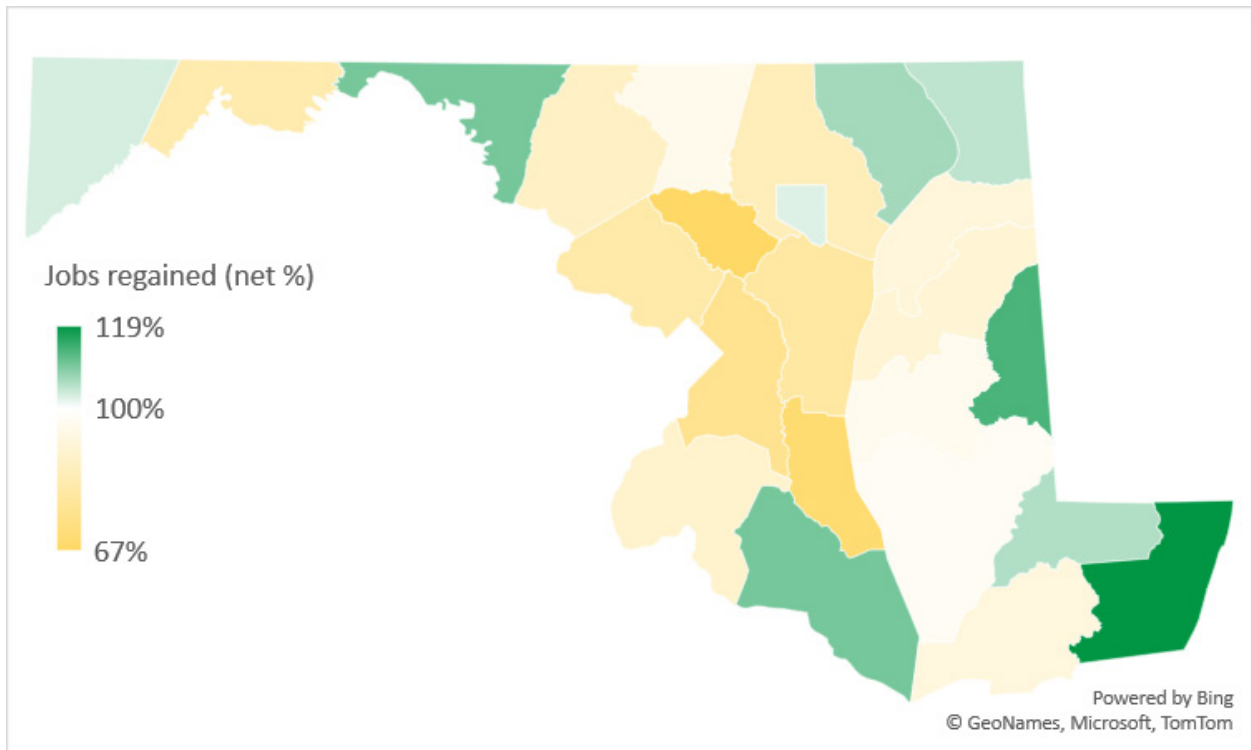 Jobs regained (net %)
119%
100%
67%
Powered by Bing
© GeoNames, Microsoft, TomTom